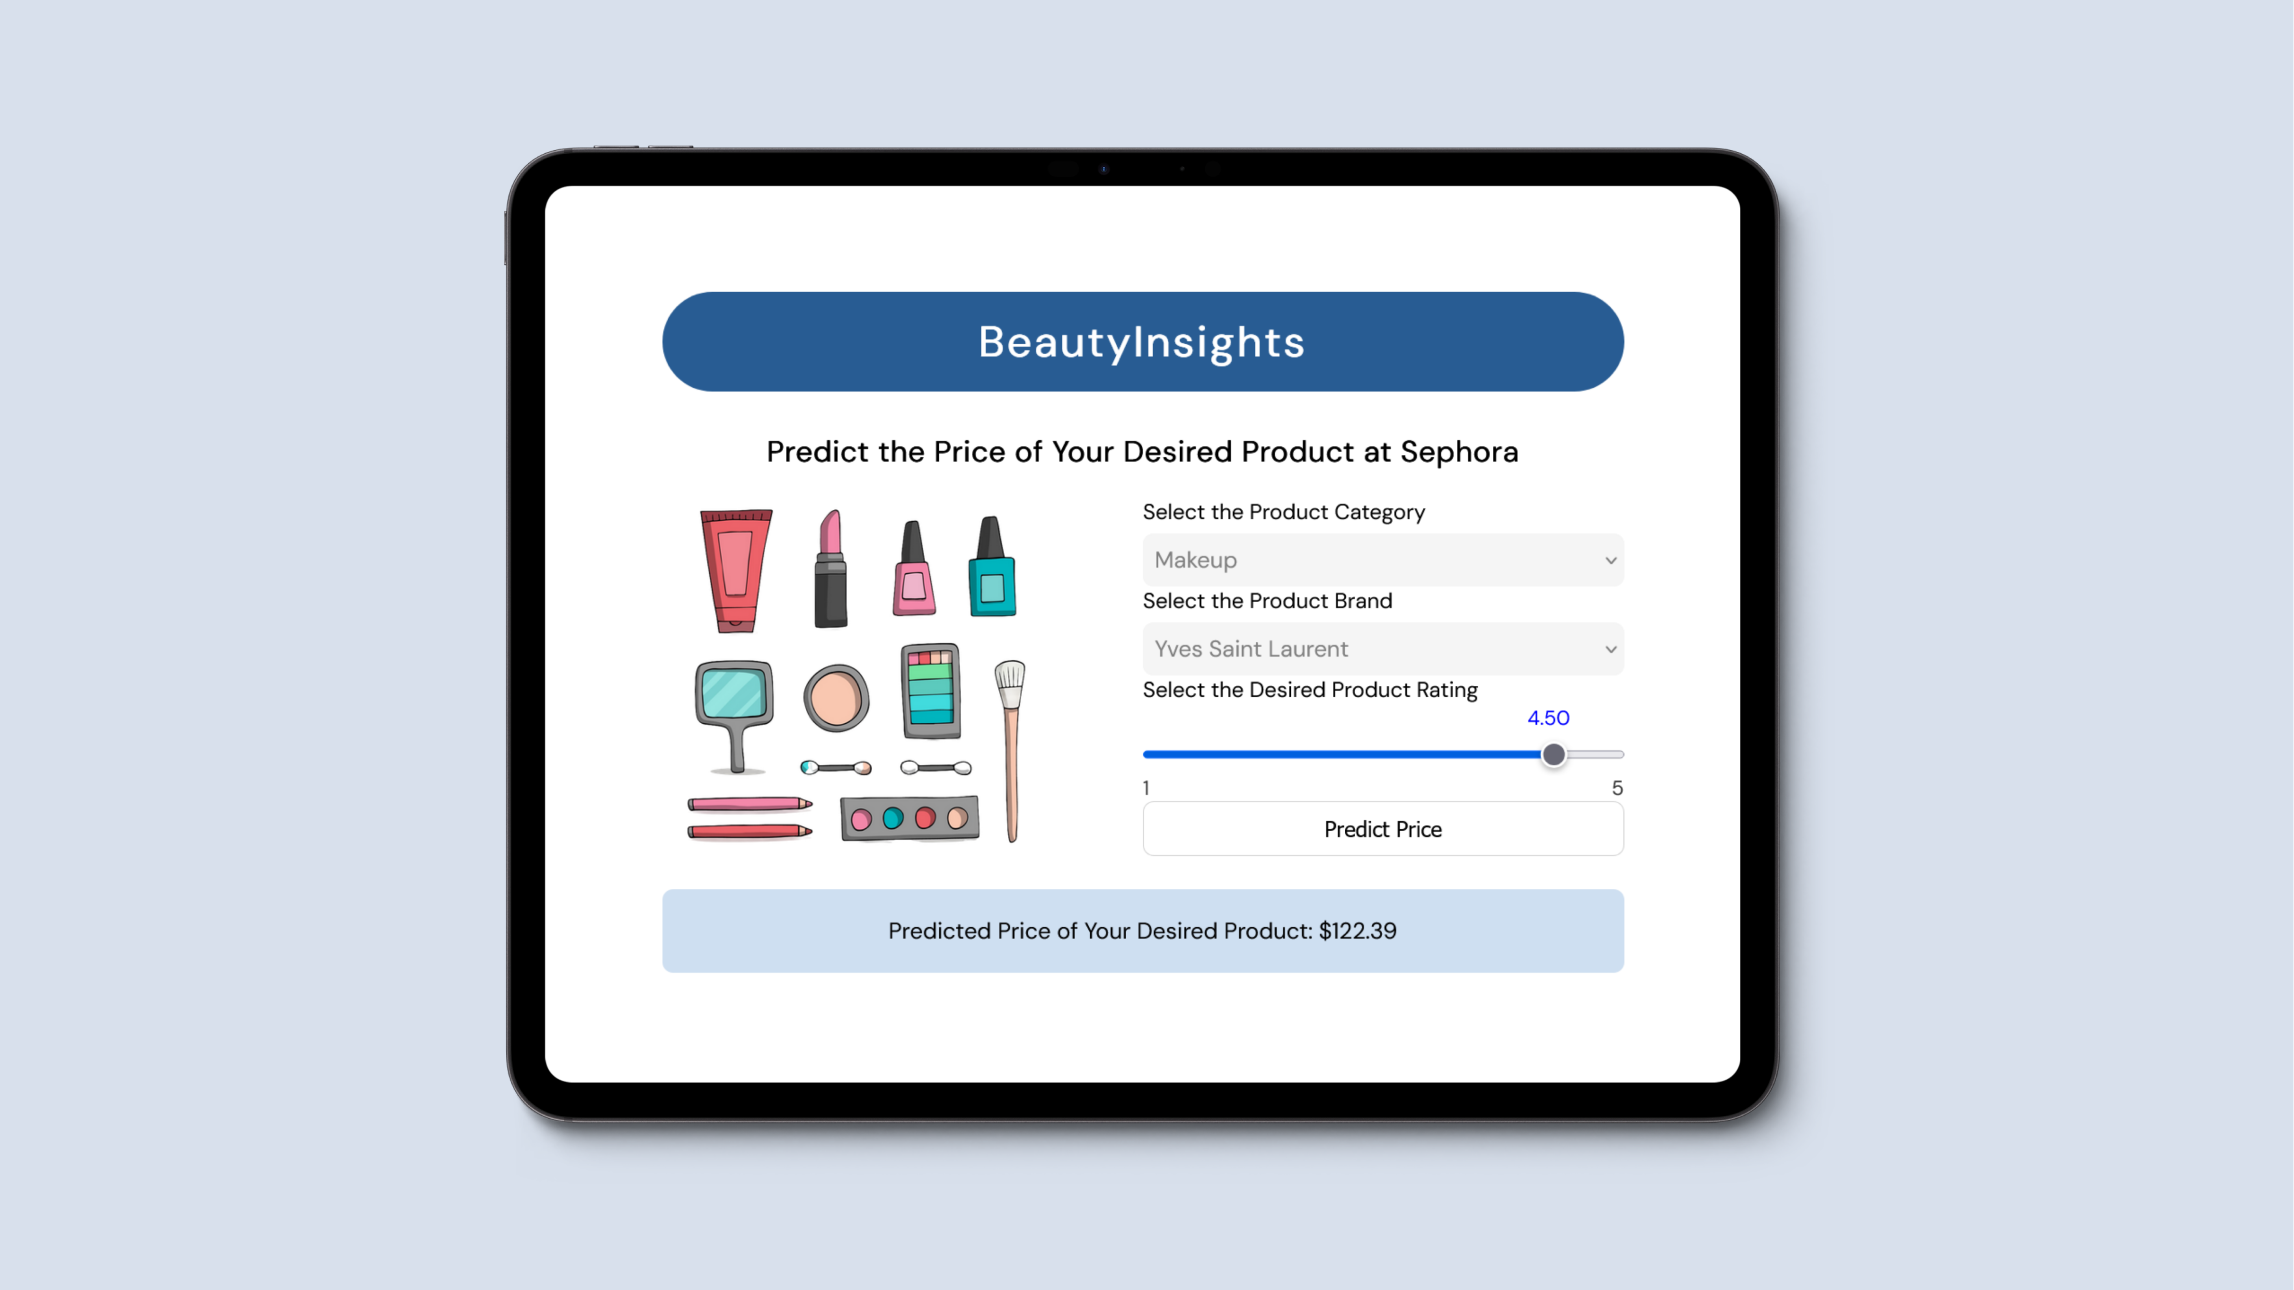 BeautyInsights
Predict the Price of Your Desired Product at Sephora
Select the Product Category
Makeup
Select the Product Brand
Yves Saint Laurent
Select the Desired Product Rating
4.50
1 5
Predict Price
Predicted Price of Your Desired Product: $122.39